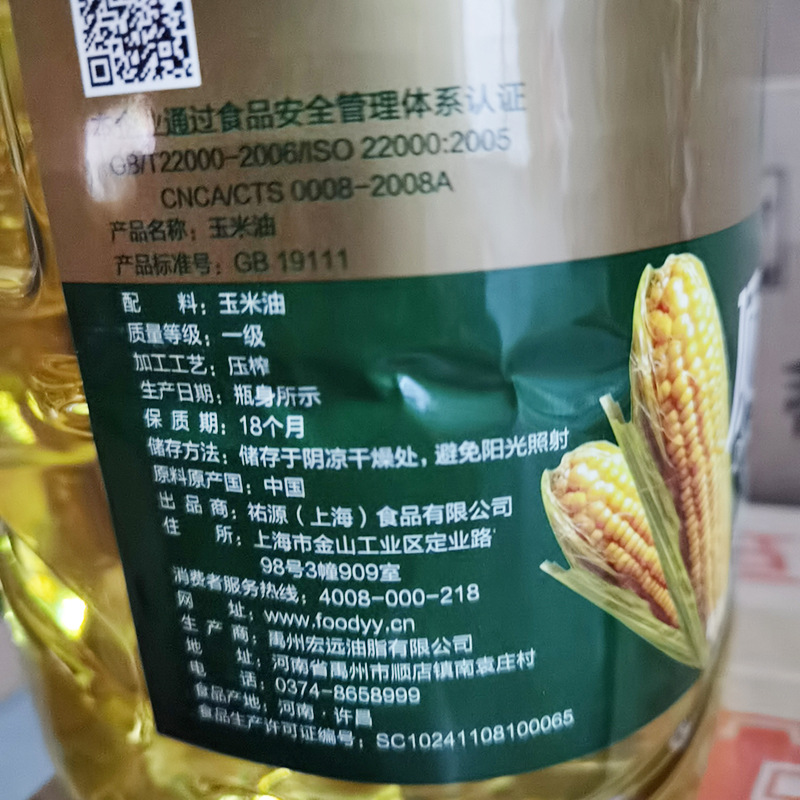 本企业通过食品安全管理体系认证
GB/T22000-2006/ISO 22000:2005
CNCA/CTS 0008-2008A
产品名称：玉米油
产品标准号：GB 19111
配 料：玉米油
质量等级：一级
加工工艺：压榨
生产日期：瓶身所示
保 质 期：18个月
储存方法：储存于阴凉干燥处，避免阳光照射
原料原产国：中国
出 品 商：祐源（上海）食品有限公司
住 所：上海市金山工业区定业路
98号3幢909室
消费者服务热线：4008-000-218
网 址：www.foodyy.cn
生 产 商：禹州宏远油脂有限公司
地 址：河南省禹州市顺店镇南袁庄村
电 话：0374-8658999
食品产地：河南·许昌
食品生产许可证编号：SC10241108100065